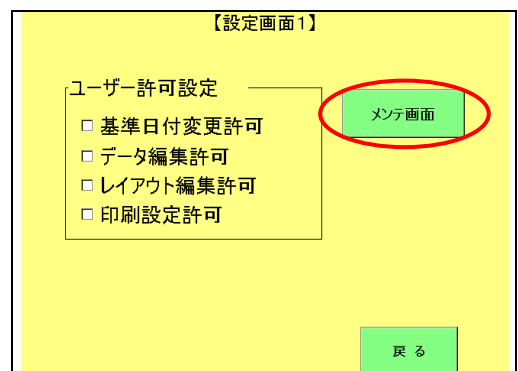 【設定画面1】
ユーザー許可設定
基準日付変更許可
データ編集許可
レイアウト編集許可
印刷設定許可
メンテ画面
戻 る